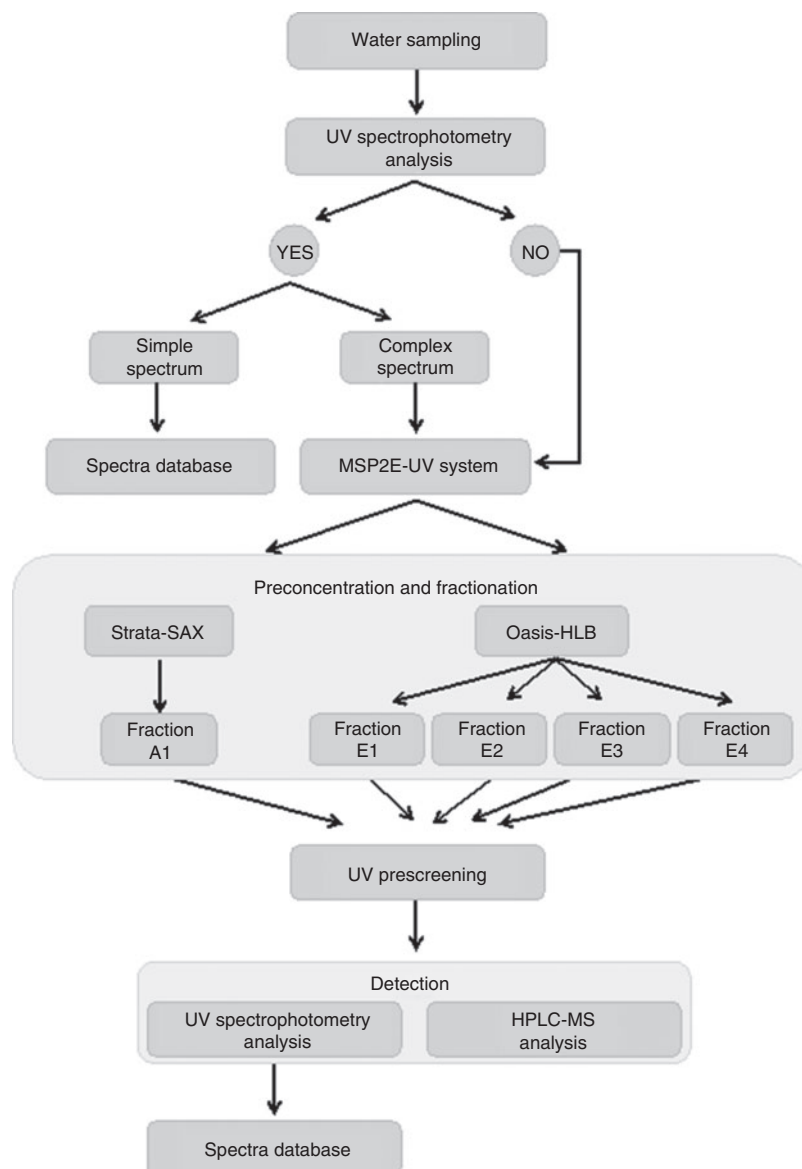 Water sampling
UV spectrophotometry
analysis
YES
NO
Simple
spectrum
Complex
spectrum
Spectra database
MSP2E-UV system
Preconcentration and fractionation
Strata-SAX
Oasis-HLB
Fraction
A1
Fraction
E1
Fraction
E2
Fraction
E3
Fraction
E4
UV prescreening
Detection
UV spectrophotometry
analysis
HPLC-MS
analysis
Spectra database